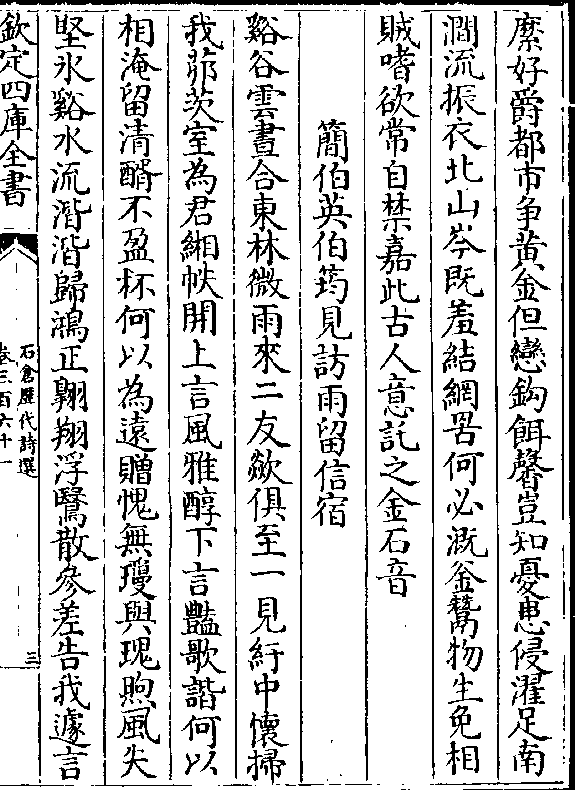 縻好爵都市争黄金但戀鈎餌馨豈知憂患侵濯足南
澗流振衣北山岑既羞結網罟何必溉釜鬵物生免相
賊嗜欲常自禁嘉此古人意託之金石音
簡伯英伯筠見訪雨留信宿
谿谷雲晝合東林微雨來二友歘俱至一見紓中懷掃
我茆茨室為君緗帙開上言風雅醇下言豔歌諧何以
相淹留清醑不盈杯何以為遠贈愧無瓊與瑰煦風失
堅氷谿水流湝湝歸鴻正翺翔浮鷖散參差告我遽言
欽定四庫全書
石倉歷代詩選
卷三百六十一
三